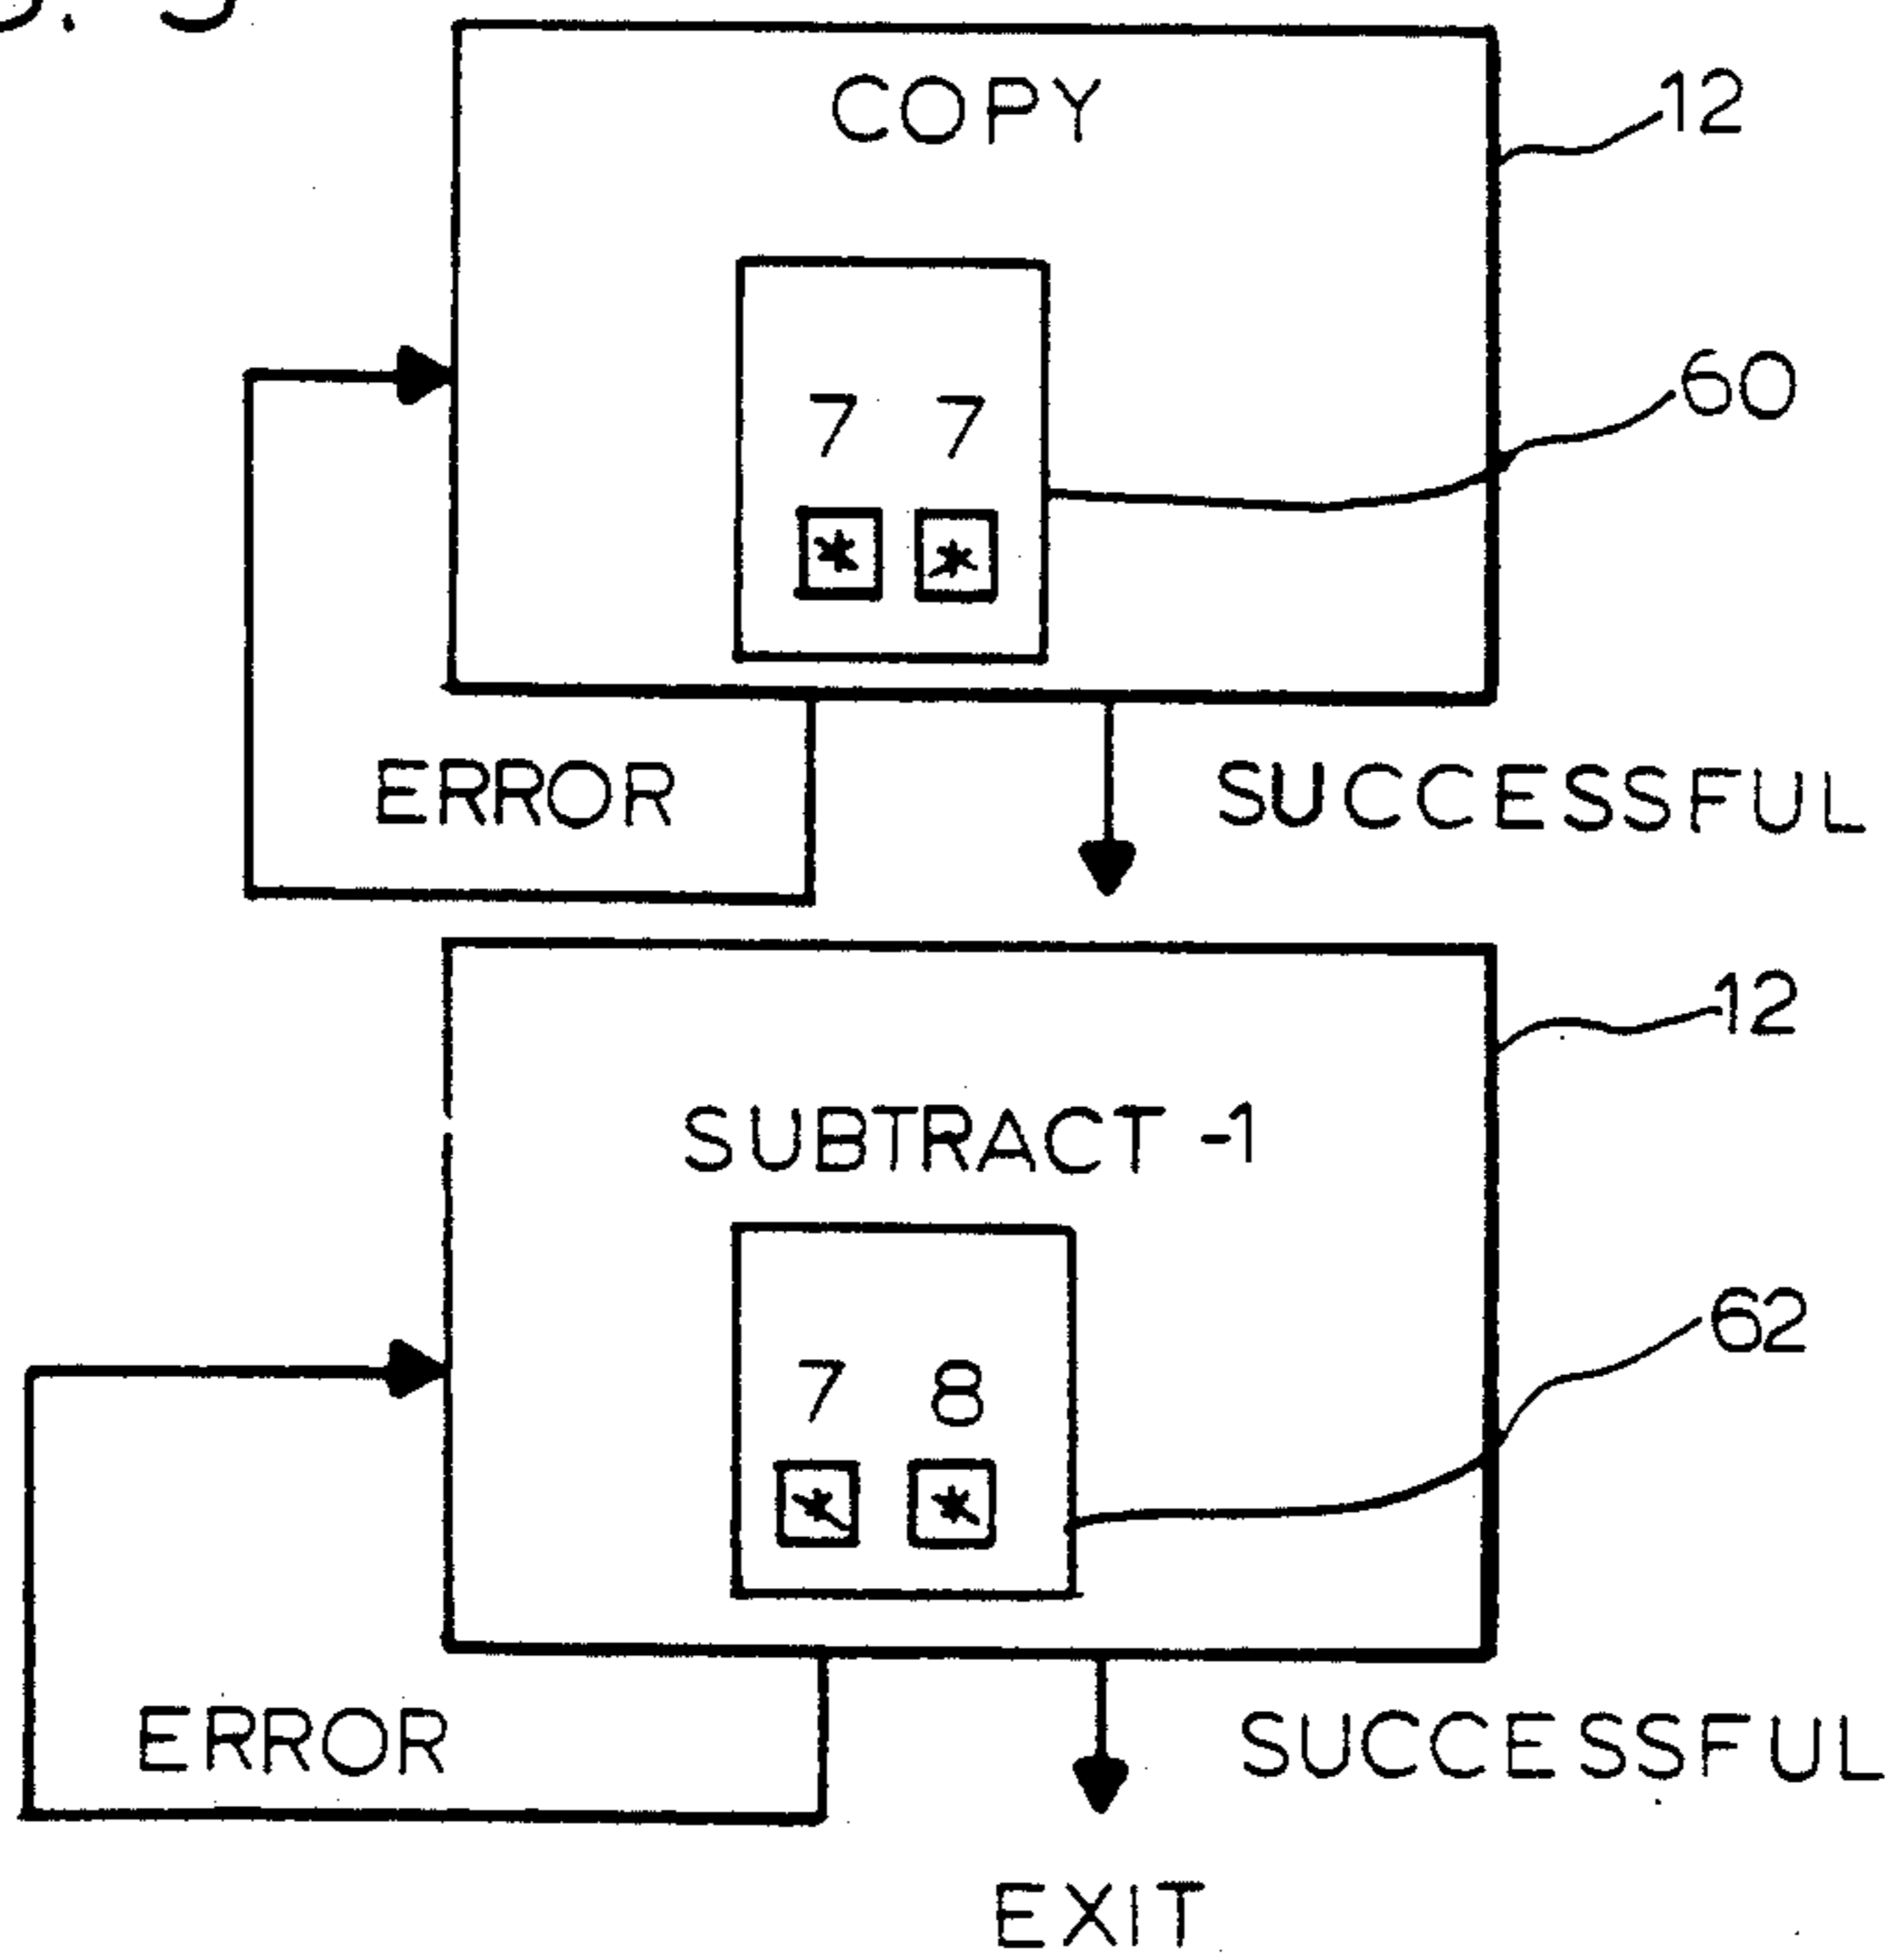 COPY
12
60
7 7
* *
ERROR
SUCCESSFUL
12
SUBTRACT -1
62
7 8
* *
ERROR
SUCCESSFUL
EXIT